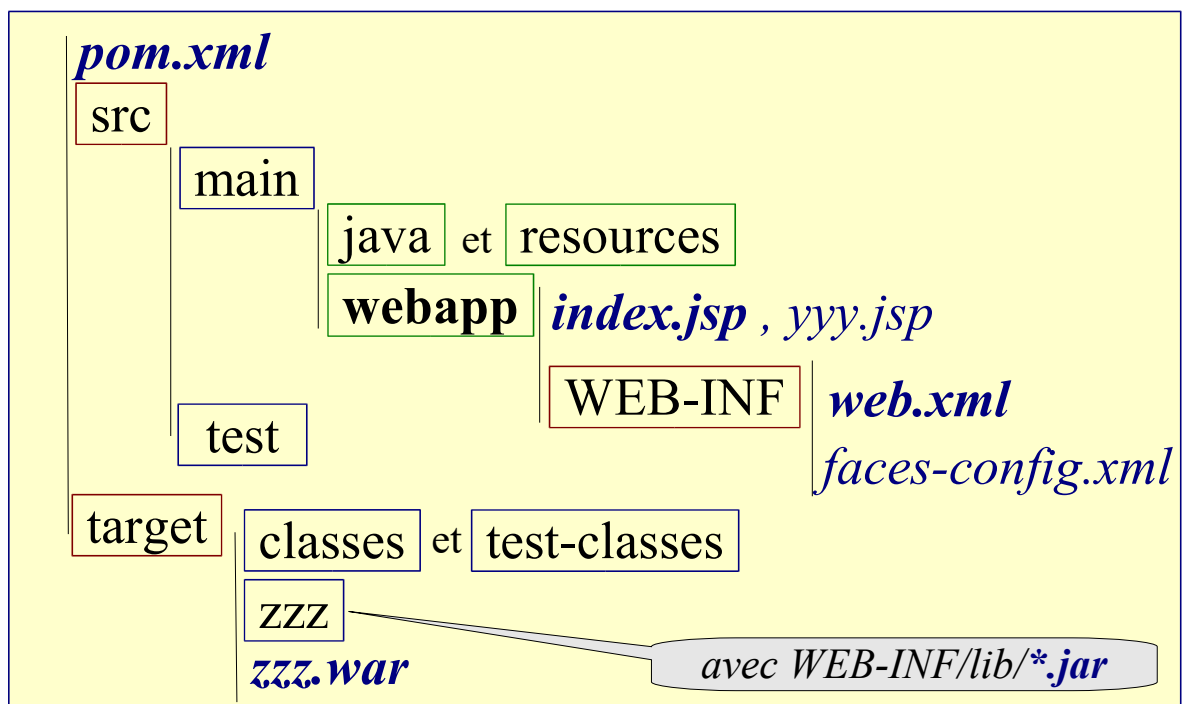 pom.xml
src
main
java et resources
webapp index.jsp , yyy.jsp
WEB-INF web.xml
test
faces-config.xml
target
classes et test-classes
zzz
zzz.war
avec WEB-INF/lib/*.jar